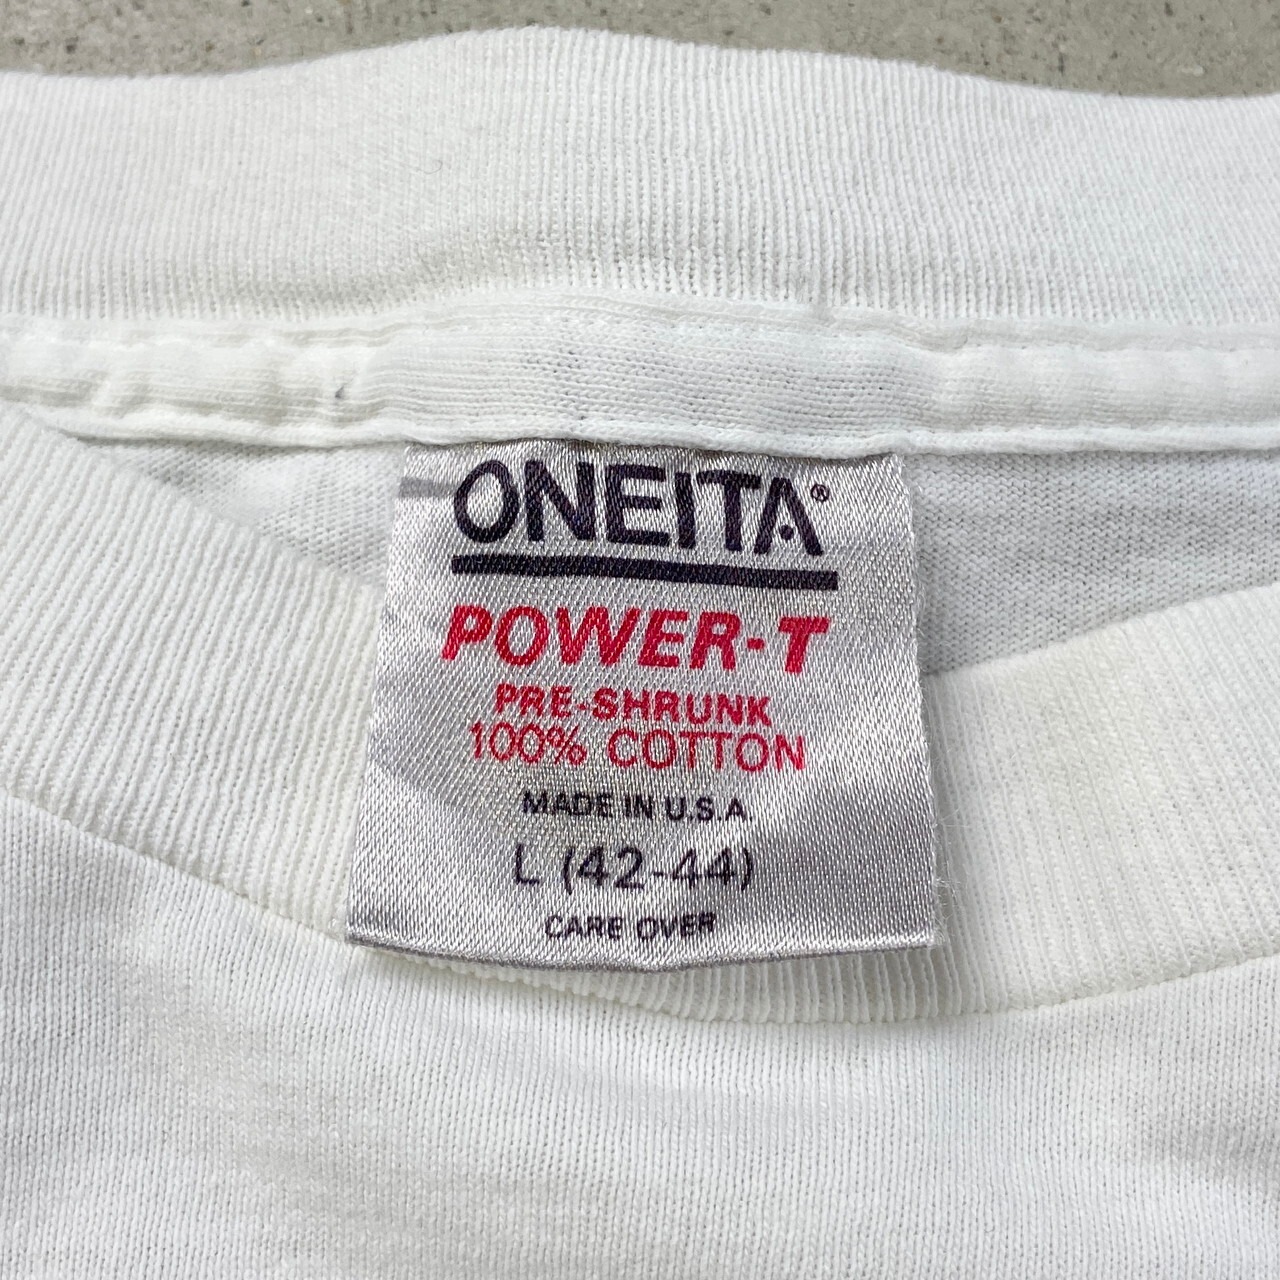 ONEITA®
POWER-T
PRE-SHRUNK
100% COTTON
MADE IN U.S.A.
L (42-44)
CARE OVER